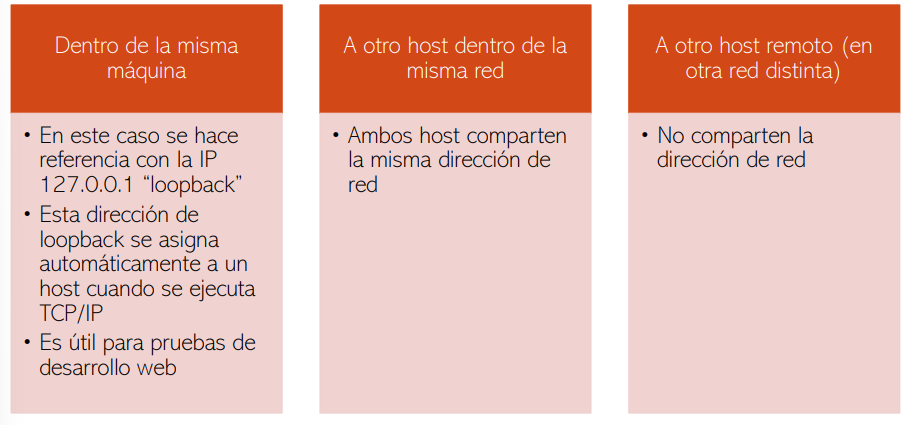 Dentro de la misma
máquina
• En este caso se hace
referencia con la IP
127.0.0.1 “loopback”
• Esta dirección de
loopback se asigna
automáticamente a un
host cuando se ejecuta
TCP/IP
• Es útil para pruebas de
desarrollo web
A otro host dentro de la
misma red
• Ambos host comparten
la misma dirección de
red
A otro host remoto (en
otra red distinta)
• No comparten la
dirección de red